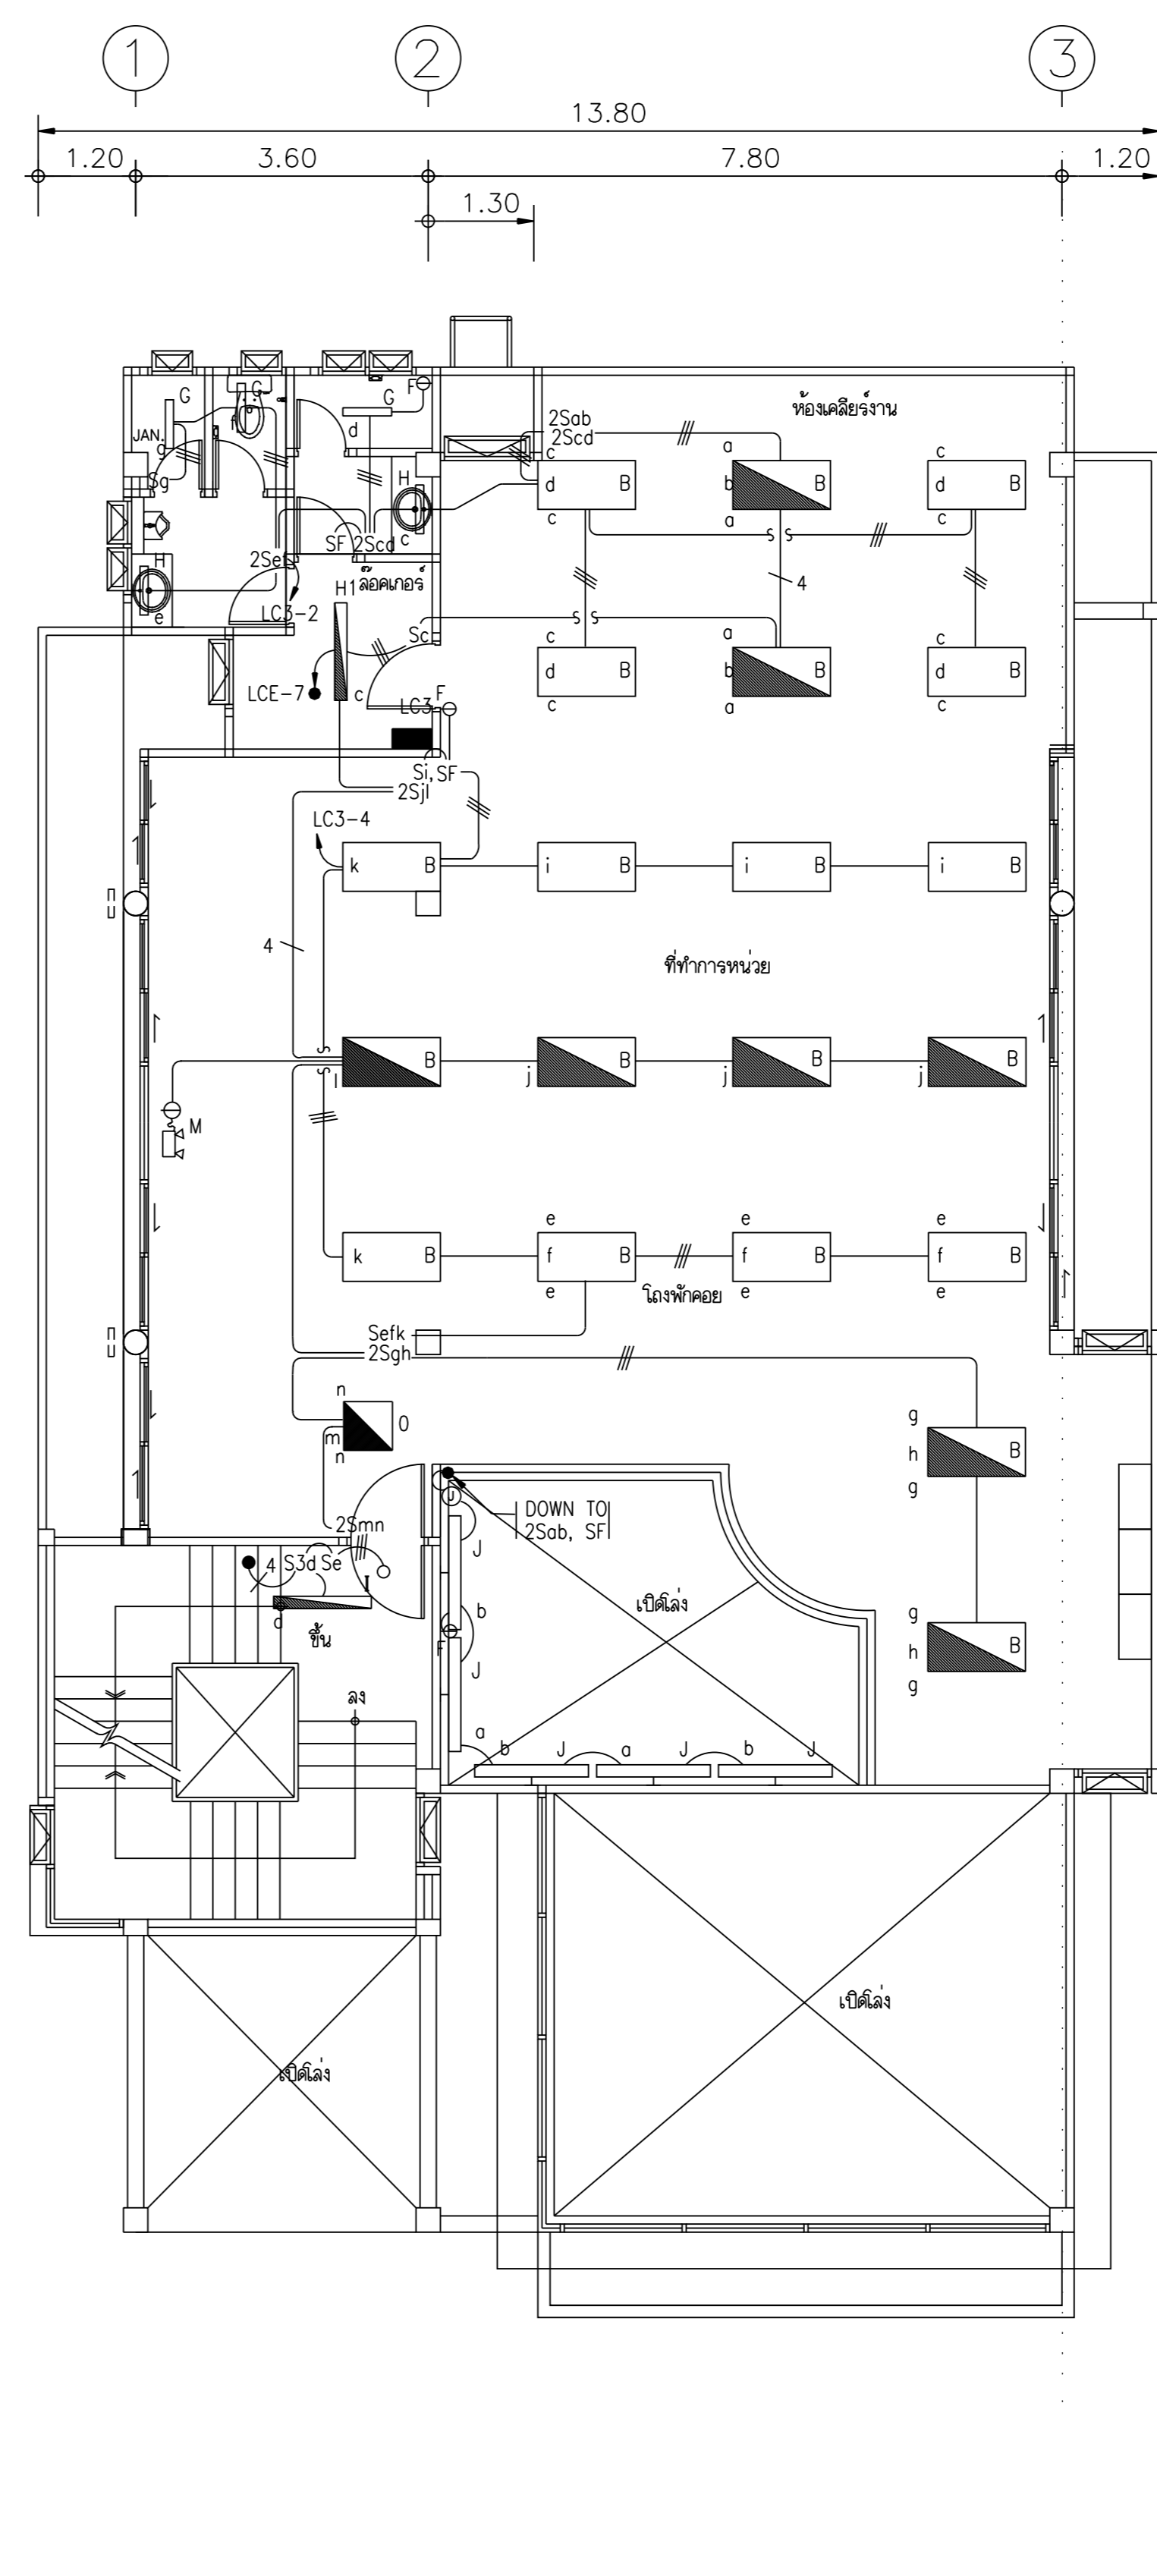 1 2 3
13.80
1.20 3.60 7.80 1.20
1.30
ห้องเคลียร์งาน
G G G F
f d
JAN.
g
Sg
2Sab
2Scd
c a c
d B b B d B
c a c
H
c
SF 2Scd
2Sef
H
e
ล๊อคเกอร์
H1
LC3-2
Sc
4
c a c
d B b B d B
c a c
LCE-7
c
LC3
F
Si, SF
2Sjl
LC3-4
k B i B i B i B
4
ที่ทำการหน่วย
l B j B j B j B
M
e e e
k B f B f B f B
e e e
โถงพักคอย
Sefk
2Sgh
n
m O
n
g
h B
g
2Smn
DOWN TO
2Sab, SF
J
J
4 S3d Se
I
d
ขึ้น
b
F
J
เปิดโล่ง
g
h B
g
ลง
a
b J a J b J
เปิดโล่ง
เปิดโล่ง